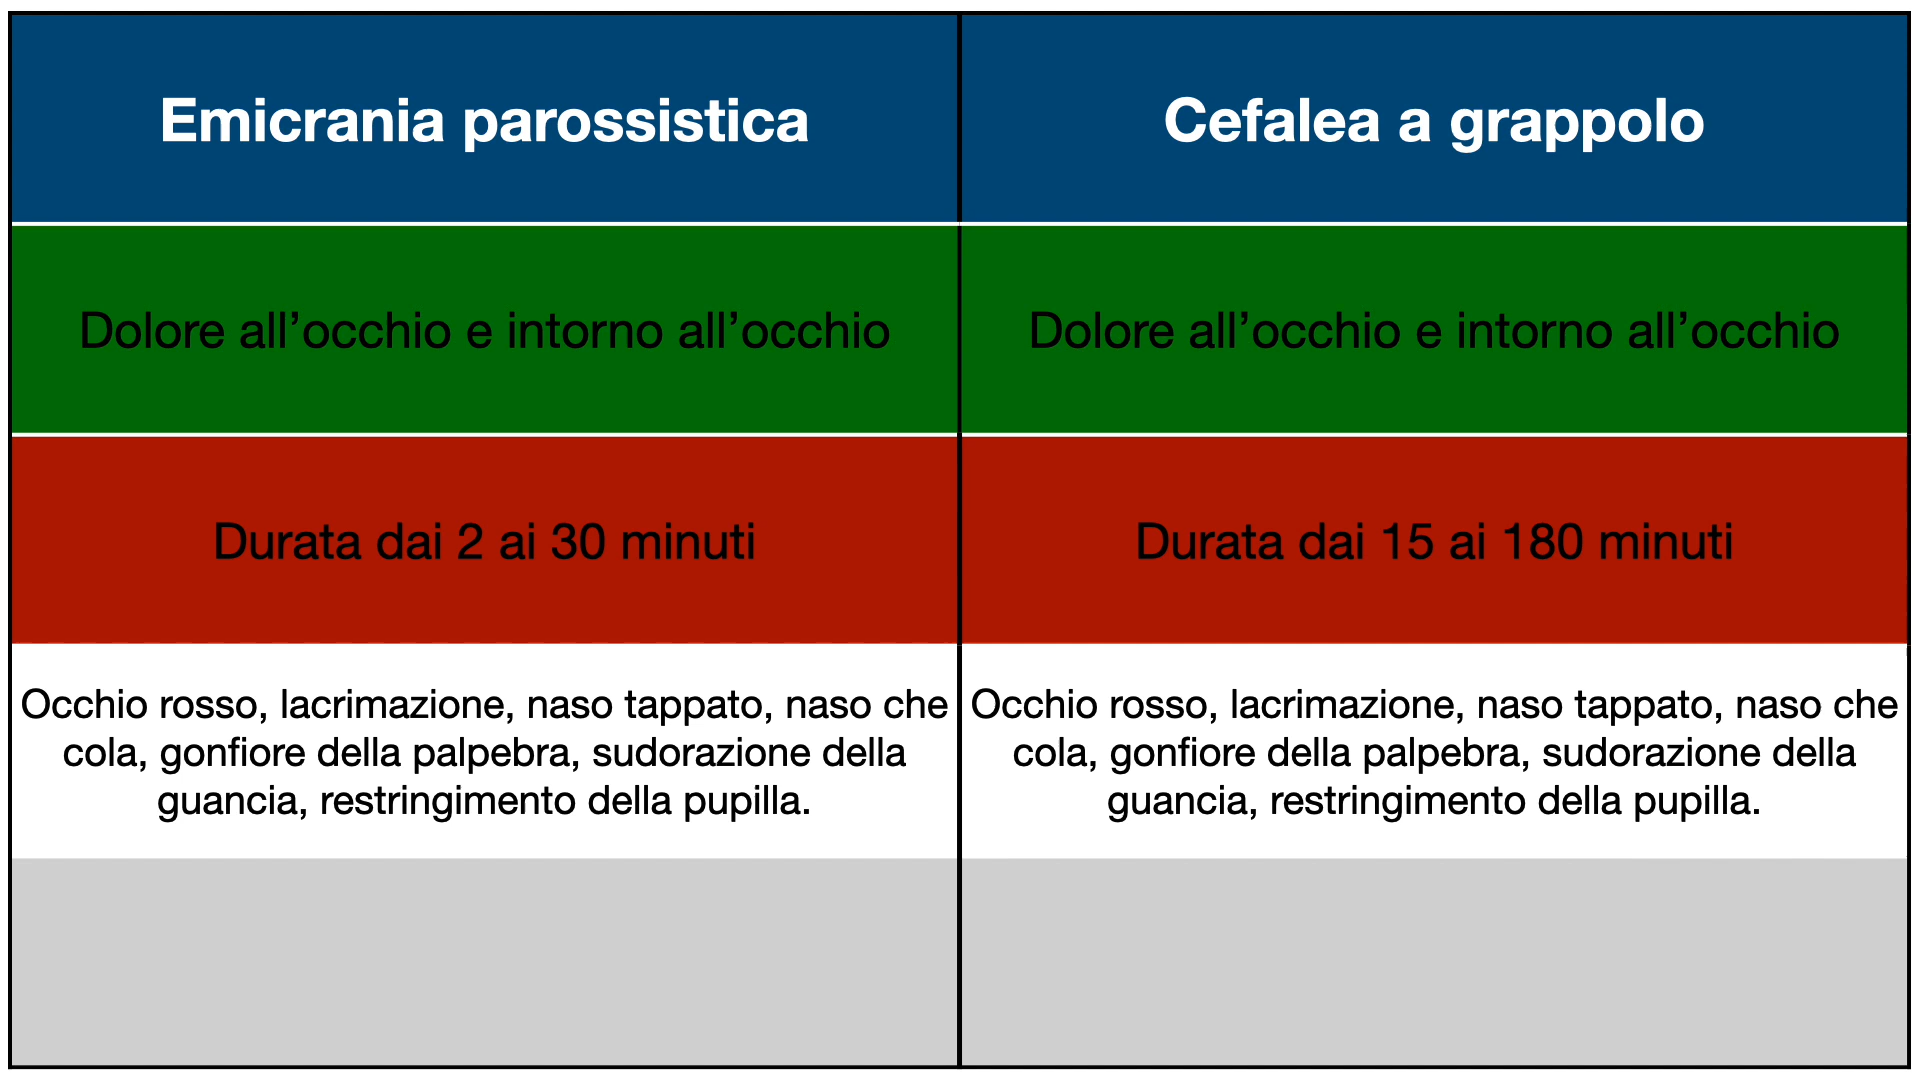 Emicrania parossistica
Cefalea a grappolo
Dolore all’occhio e intorno all’occhio
Dolore all’occhio e intorno all’occhio
Durata dai 2 ai 30 minuti
Durata dai 15 ai 180 minuti
Occhio rosso, lacrimazione, naso tappato, naso che
cola, gonfiore della palpebra, sudorazione della
guancia, restringimento della pupilla.
Occhio rosso, lacrimazione, naso tappato, naso che
cola, gonfiore della palpebra, sudorazione della
guancia, restringimento della pupilla.